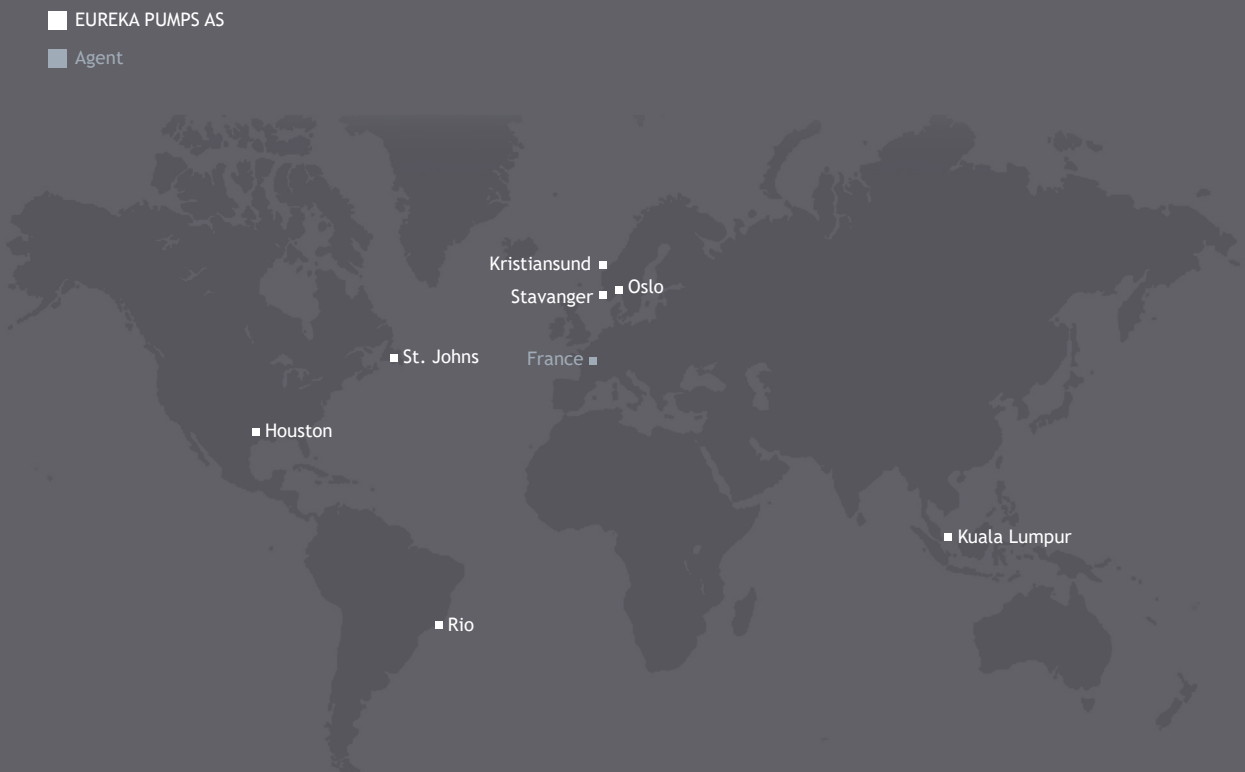 EUREKA PUMPS AS
Agent
Kristiansund
Oslo
Stavanger
St. Johns
France
Houston
Kuala Lumpur
Rio